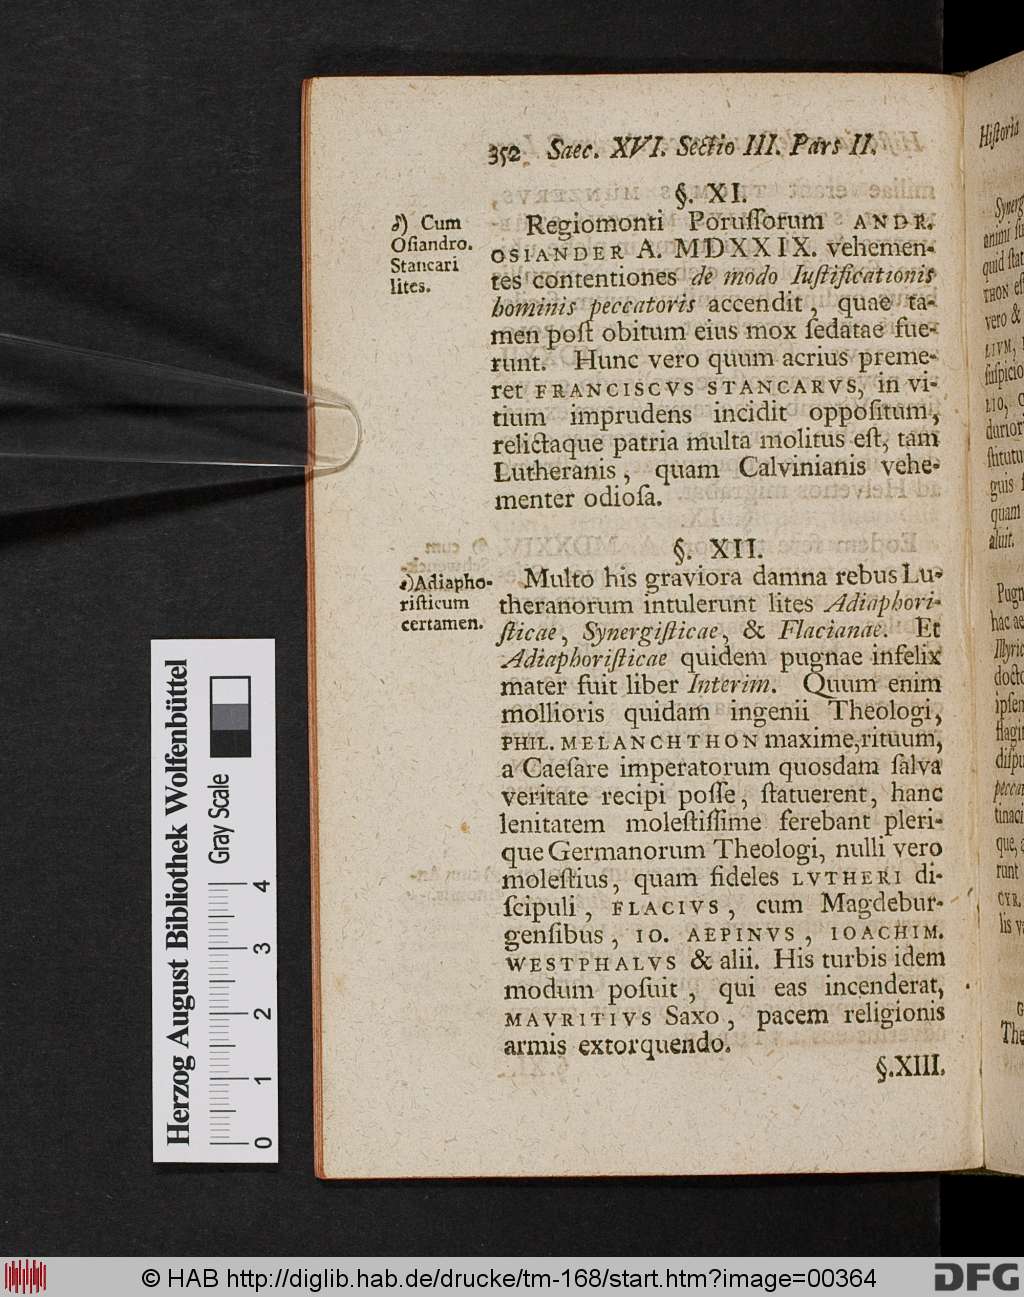 352 Saec. XVI. Sectio III. Pars II.
§. XI.
δ) Cum
Osiandro.
Stancari
lites.
Regiomonti Porussorum ANDR.
OSIANDER A. MDXXIX. vehemen-
tes contentiones de modo Iustificationis
hominis peccatoris accendit, quae ta-
men post obitum eius mox sedatae fue-
runt. Hunc vero quum acrius preme-
ret FRANCISCVS STANCARVS, in vi-
tium imprudens incidit oppositum,
relictaque patria multa molitus est, tam
Lutheranis, quam Calvinianis vehe-
menter odiosa.
§. XII.
ε)Adiapho-
risticum
certamen.
Multo his graviora damna rebus Lu-
theranorum intulerunt lites Adiaphori-
sticae, Synergisticae, & Flacianae. Et
Adiaphoristicae quidem pugnae infelix
mater fuit liber Interim. Quum enim
mollioris quidam ingenii Theologi,
PHIL. MELANCHTHON maxime, rituum,
a Caesare imperatorum quosdam salva
veritate recipi posse, statuerent, hanc
lenitatem molestissime ferebant pleri-
que Germanorum Theologi, nulli vero
molestius, quam fideles LVTHERI di-
scipuli, FLACIVS, cum Magdebur-
gensibus, IO. AEPINVS, IOACHIM.
WESTPHALVS & alii. His turbis idem
modum posuit, qui eas incenderat,
MAVRITIVS Saxo, pacem religionis
armis extorquendo.
§.XIII.
Historia
Herzog August Bibliothek Wolfenbüttel
Gray Scale
0 1 2 3 4
© HAB http://diglib.hab.de/drucke/tm-168/start.htm?image=00364
DFG